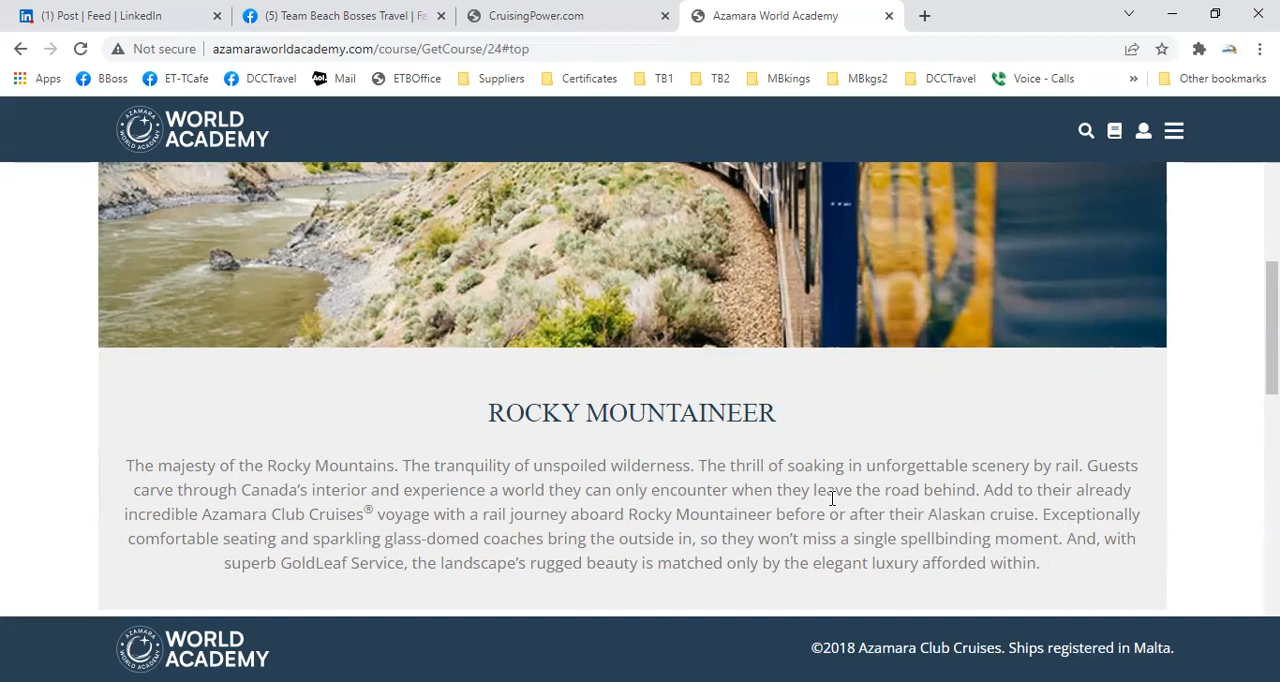 (1) Post | Feed | LinkedIn
(5) Team Beach Bosses Travel | Fa
CruisingPower.com
Azamara World Academy
Not secure
azamaraworldacademy.com/course/GetCourse/24#top
Apps
BBoss
ET-TCafe
DCCTravel
Aol.
Mail
ETBOffice
Suppliers
Certificates
TB1
TB2
MBkings
MBkgs2
DCCTravel
Voice - Calls
»
Other bookmarks
AZAMARA WORLD ACADEMY
WORLD
ACADEMY
ROCKY MOUNTAINEER
The majesty of the Rocky Mountains. The tranquility of unspoiled wilderness. The thrill of soaking in unforgettable scenery by rail. Guests
carve through Canada's interior and experience a world they can only encounter when they leave the road behind. Add to their already
incredible Azamara Club Cruises® voyage with a rail journey aboard Rocky Mountaineer before or after their Alaskan cruise. Exceptionally
comfortable seating and sparkling glass-domed coaches bring the outside in, so they won't miss a single spellbinding moment. And, with
superb GoldLeaf Service, the landscape's rugged beauty is matched only by the elegant luxury afforded within.
AZAMARA WORLD ACADEMY
WORLD
ACADEMY
©2018 Azamara Club Cruises. Ships registered in Malta.